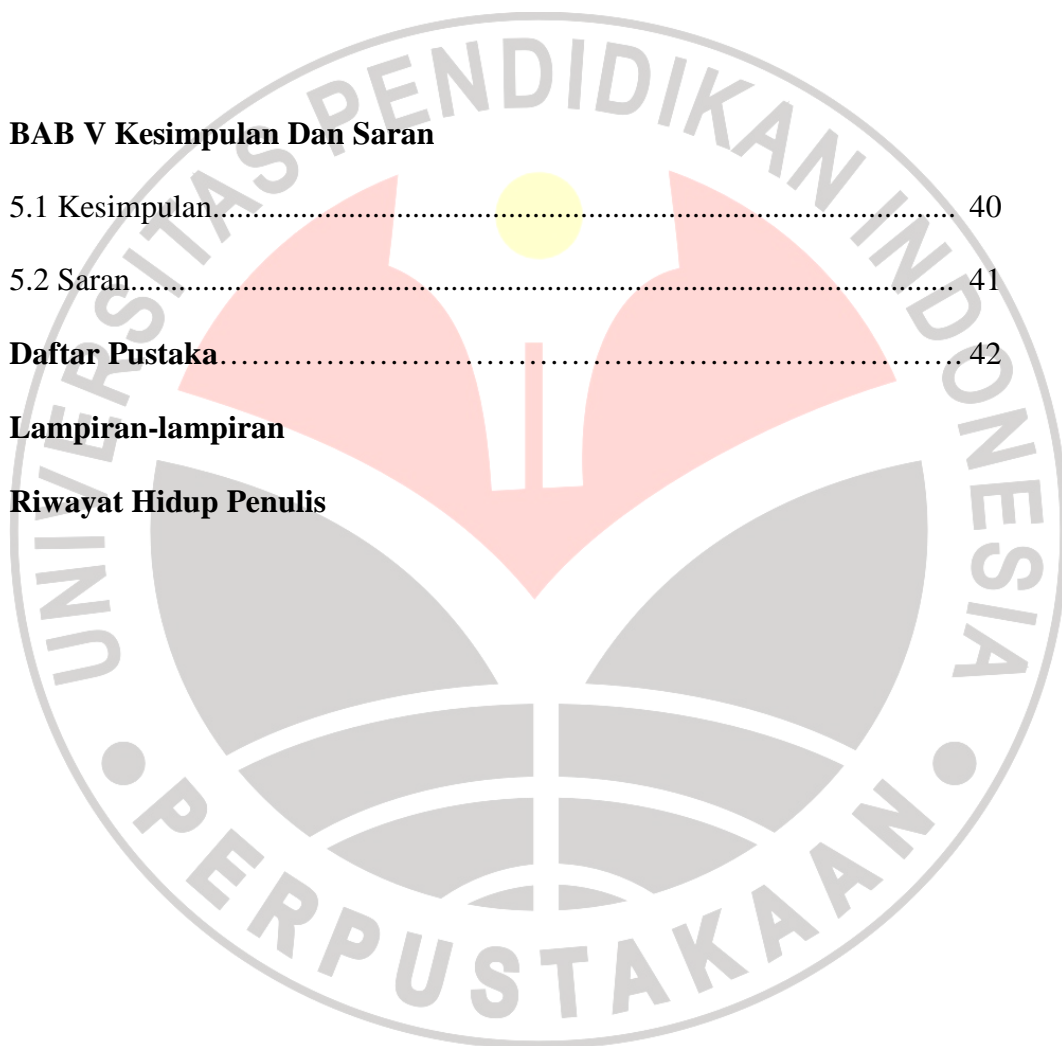 BAB V Kesimpulan Dan Saran
5.1 Kesimpulan.............................................................................................. 40
5.2 Saran........................................................................................................ 41
Daftar Pustaka…………………………………………………………………. 42
Lampiran-lampiran
Riwayat Hidup Penulis
UNIVERSITAS PENDIDIKAN INDONESIA
PERPUSTAKAAN